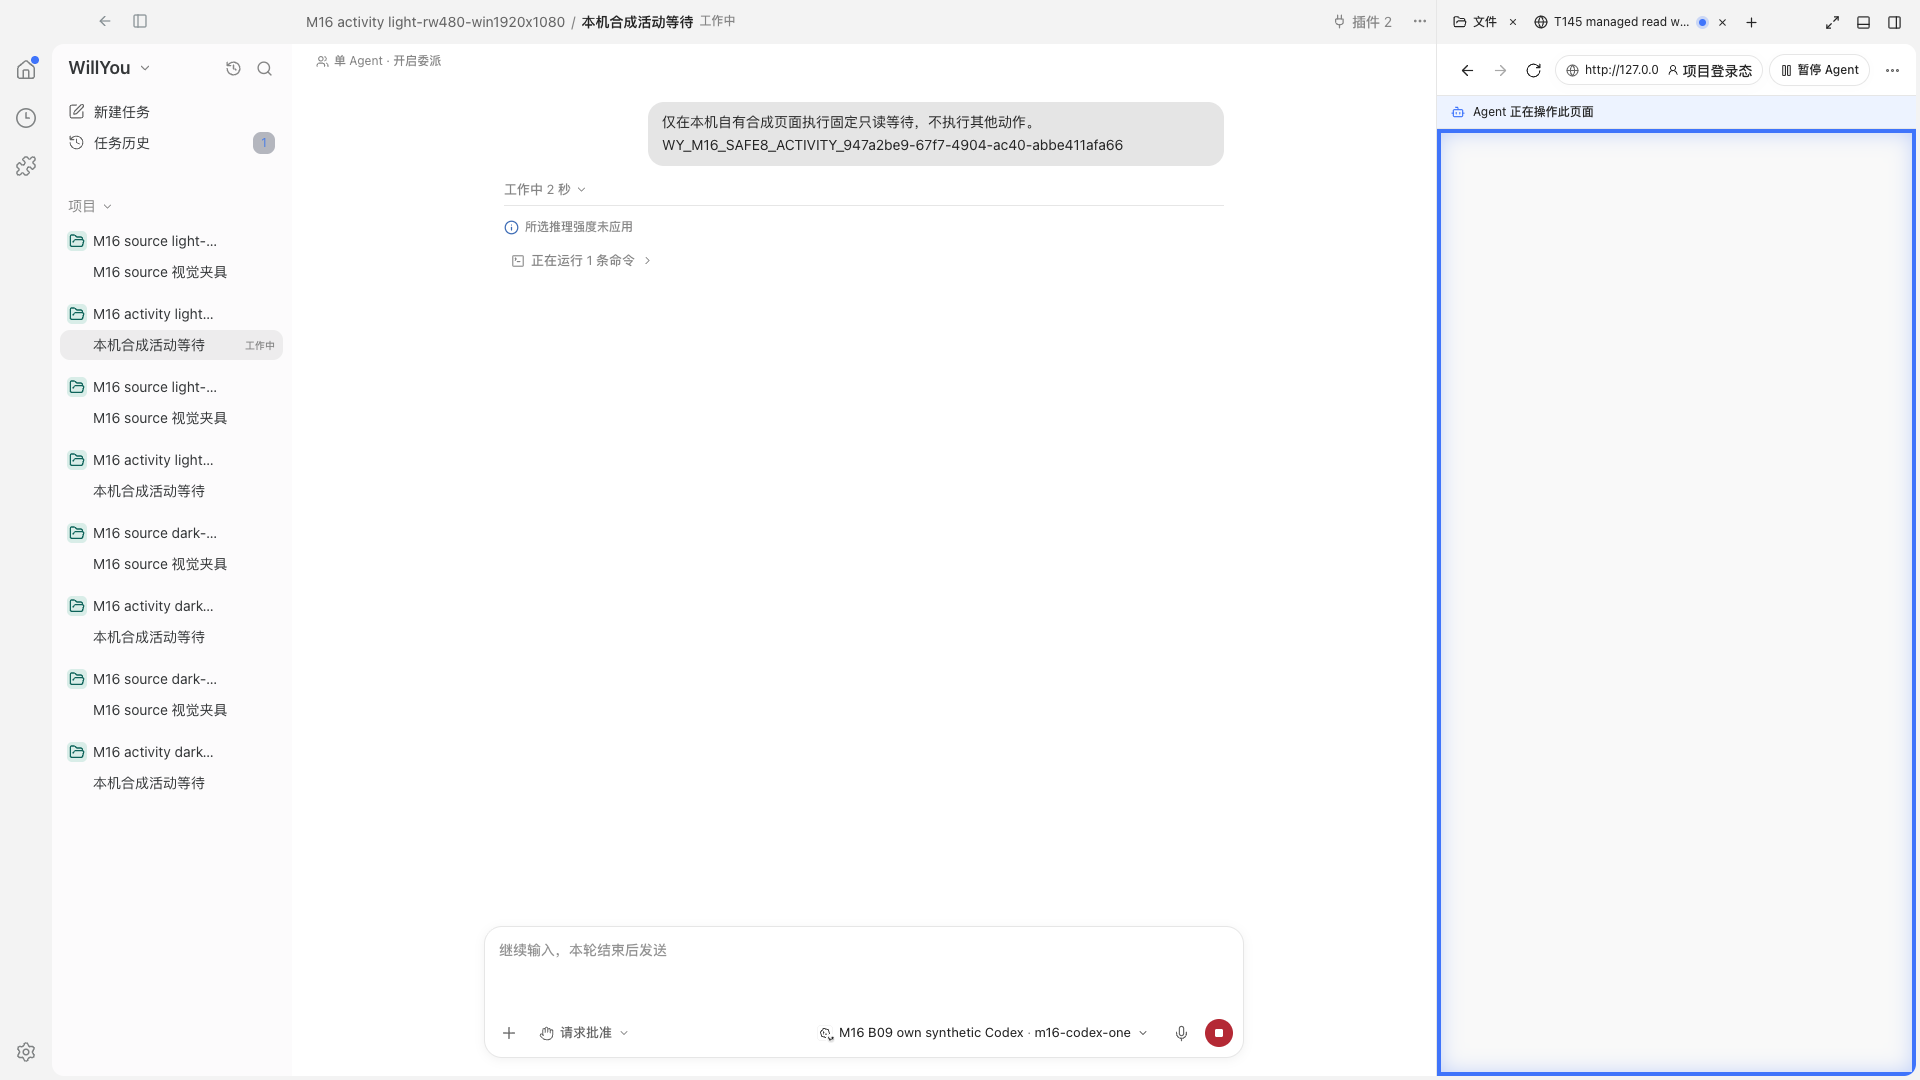 M16 activity light-rw480-win1920x1080 / 本机合成活动等待 工作中
插件 2
文件
T145 managed read w...
WillYou
新建任务
任务历史
1
项目
M16 source light-...
M16 source 视觉夹具
M16 activity light...
本机合成活动等待 工作中
M16 source light-...
M16 source 视觉夹具
M16 activity light...
本机合成活动等待
M16 source dark-...
M16 source 视觉夹具
M16 activity dark...
本机合成活动等待
M16 source dark-...
M16 source 视觉夹具
M16 activity dark...
本机合成活动等待
单 Agent · 开启委派
仅在本机自有合成页面执行固定只读等待，不执行其他动作。
WY_M16_SAFE8_ACTIVITY_947a2be9-67f7-4904-ac40-abbe411afa66
工作中 2 秒
所选推理强度未应用
正在运行 1 条命令
继续输入，本轮结束后发送
请求批准
M16 B09 own synthetic Codex · m16-codex-one
http://127.0.0 项目登录态
暂停 Agent
Agent 正在操作此页面